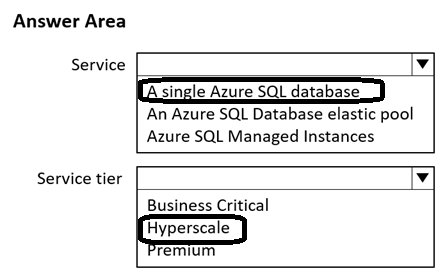 Answer Area
Service
A single Azure SQL database
An Azure SQL Database elastic pool
Azure SQL Managed Instances
Service tier
Business Critical
Hyperscale
Premium